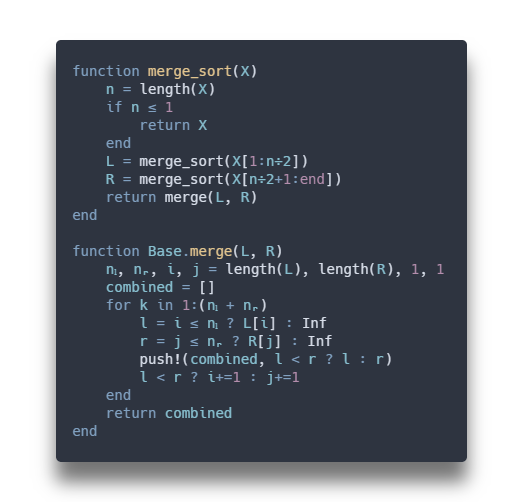 function merge_sort(X)
    n = length(X)
    if n ≤ 1
        return X
    end
    L = merge_sort(X[1:n÷2])
    R = merge_sort(X[n÷2+1:end])
    return merge(L, R)
end

function Base.merge(L, R)
    nₗ, nᵣ, i, j = length(L), length(R), 1, 1
    combined = []
    for k in 1:(nₗ + nᵣ)
        l = i ≤ nₗ ? L[i] : Inf
        r = j ≤ nᵣ ? R[j] : Inf
        push!(combined, l < r ? l : r)
        l < r ? i+=1 : j+=1
    end
    return combined
end